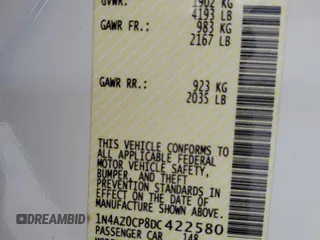 GVWR: 1902 KG
4193 LB
GAWR FR.: 983 KG
2167 LB
GAWR RR.: 923 KG
2035 LB
THIS VEHICLE CONFORMS TO
ALL APPLICABLE FEDERAL
MOTOR VEHICLE SAFETY,
BUMPER, AND THEFT
PREVENTION STANDARDS IN
EFFECT ON THE DATE OF
MANUFACTURE SHOWN ABOVE.
1N4AZ0CP8DC422580
PASSENGER CAR 148
DREAMBID